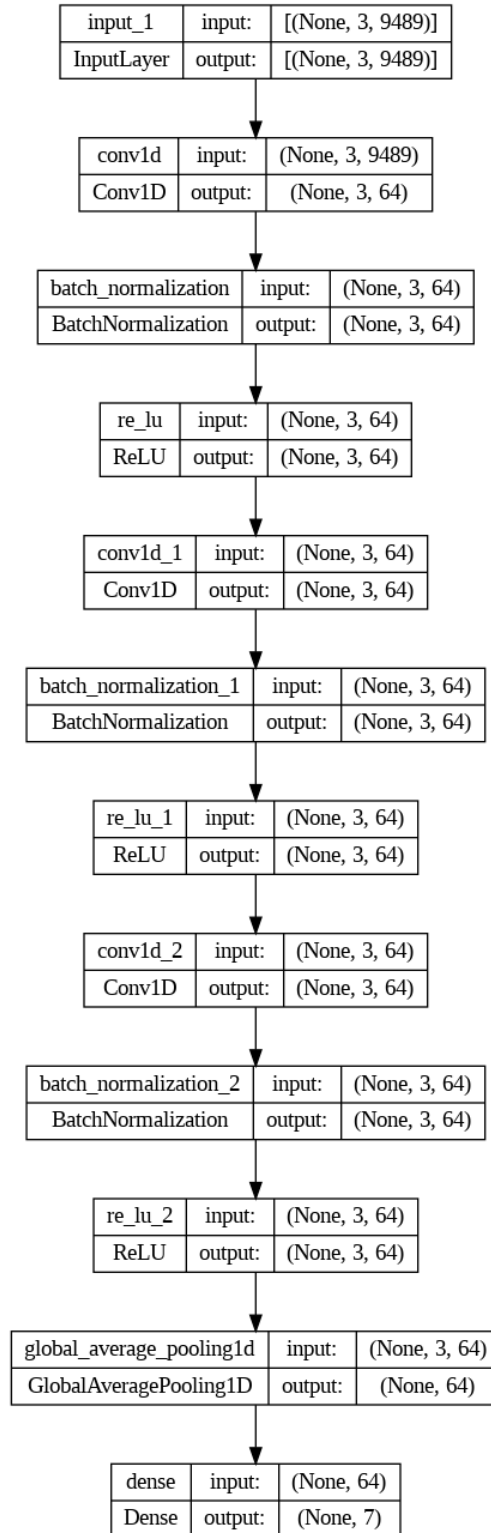 input_1 input: [(None, 3, 9489)]
InputLayer output: [(None, 3, 9489)]
conv1d input: (None, 3, 9489)
Conv1D output: (None, 3, 64)
batch_normalization input: (None, 3, 64)
BatchNormalization output: (None, 3, 64)
re_lu input: (None, 3, 64)
ReLU output: (None, 3, 64)
conv1d_1 input: (None, 3, 64)
Conv1D output: (None, 3, 64)
batch_normalization_1 input: (None, 3, 64)
BatchNormalization output: (None, 3, 64)
re_lu_1 input: (None, 3, 64)
ReLU output: (None, 3, 64)
conv1d_2 input: (None, 3, 64)
Conv1D output: (None, 3, 64)
batch_normalization_2 input: (None, 3, 64)
BatchNormalization output: (None, 3, 64)
re_lu_2 input: (None, 3, 64)
ReLU output: (None, 3, 64)
global_average_pooling1d input: (None, 3, 64)
GlobalAveragePooling1D output: (None, 64)
dense input: (None, 64)
Dense output: (None, 7)